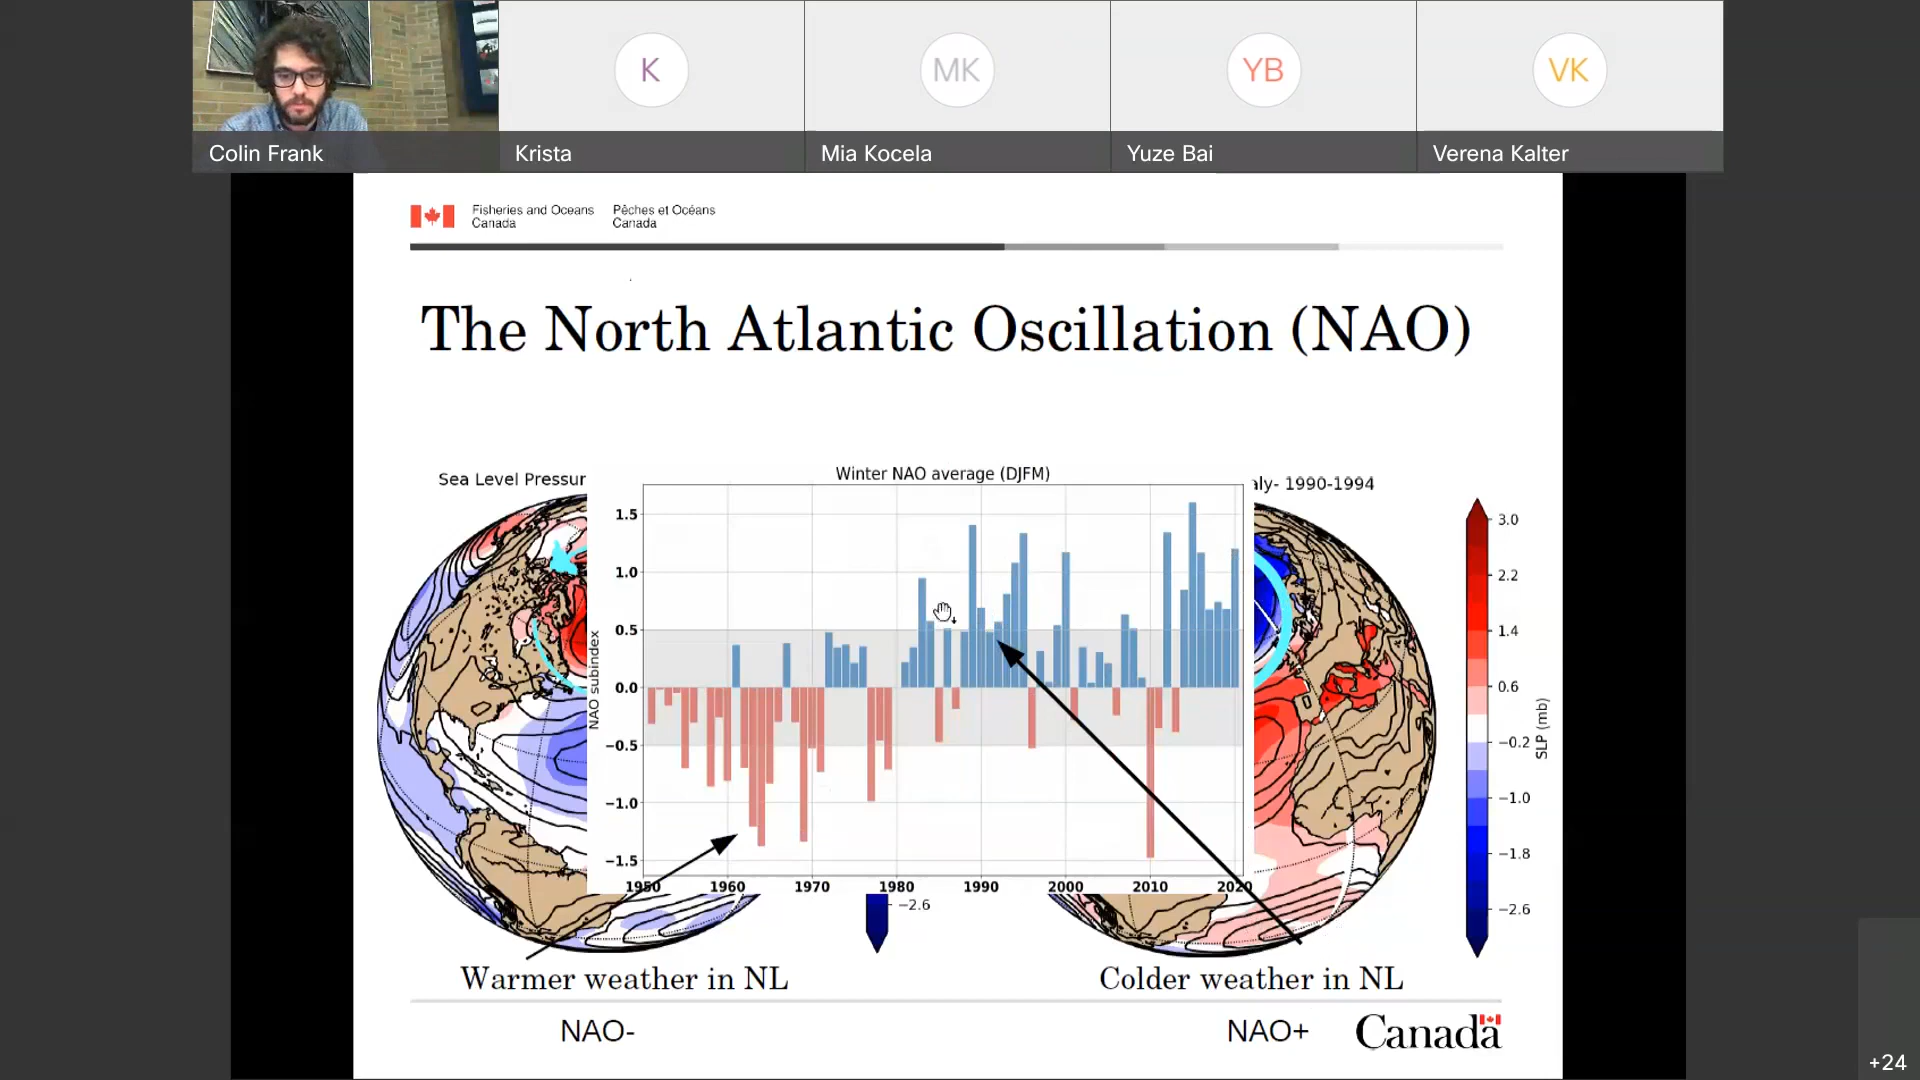 K
MK
YB
VK
Colin Frank
Krista
Mia Kocela
Yuze Bai
Verena Kalter
Fisheries and Oceans Pêches et Océans
Canada Canada
The North Atlantic Oscillation (NAO)
Sea Level Pressur
Winter NAO average (DJFM)
aly- 1990-1994
NAO subindex
1.5
1.0
0.5
0.0
−0.5
−1.0
−1.5
1950 1960 1970 1980 1990 2000 2010 2020
−2.6
3.0
2.2
1.4
0.6
−0.2
−1.0
−1.8
−2.6
SLP (mb)
Warmer weather in NL
Colder weather in NL
NAO-
NAO+
Canada
+24